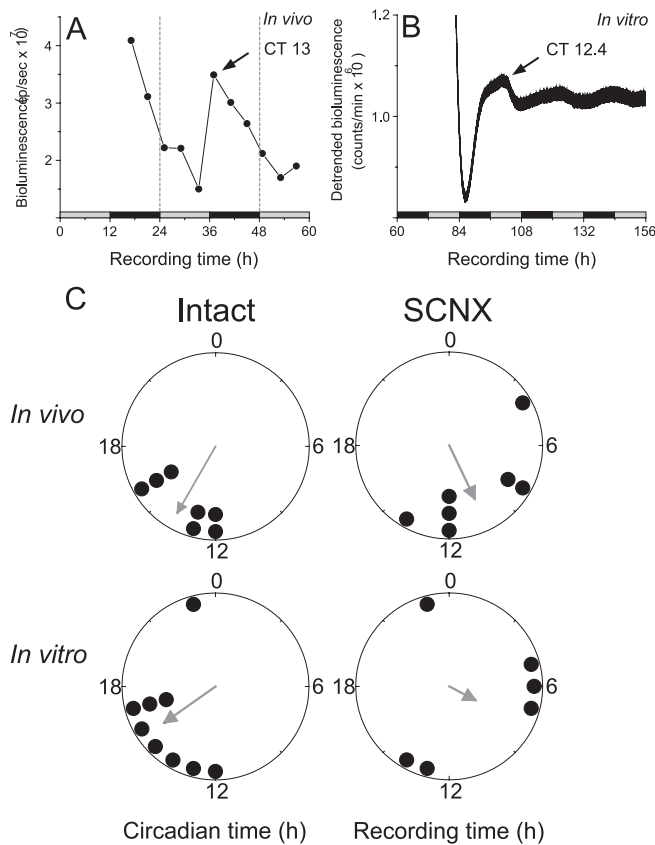 A
In vivo
CT 13
Bioluminescence
(p/sec x 10^7)
4
3
2
0 12 24 36 48 60
Recording time (h)
B
In vitro
CT 12.4
Detrended bioluminescence
(counts/min x 10^6)
1.2
1.0
60 84 108 132 156
Recording time (h)
C
Intact
SCNX
In vivo
0
18
6
12
0
18
6
12
In vitro
0
18
6
12
0
18
6
12
Circadian time (h)
Recording time (h)